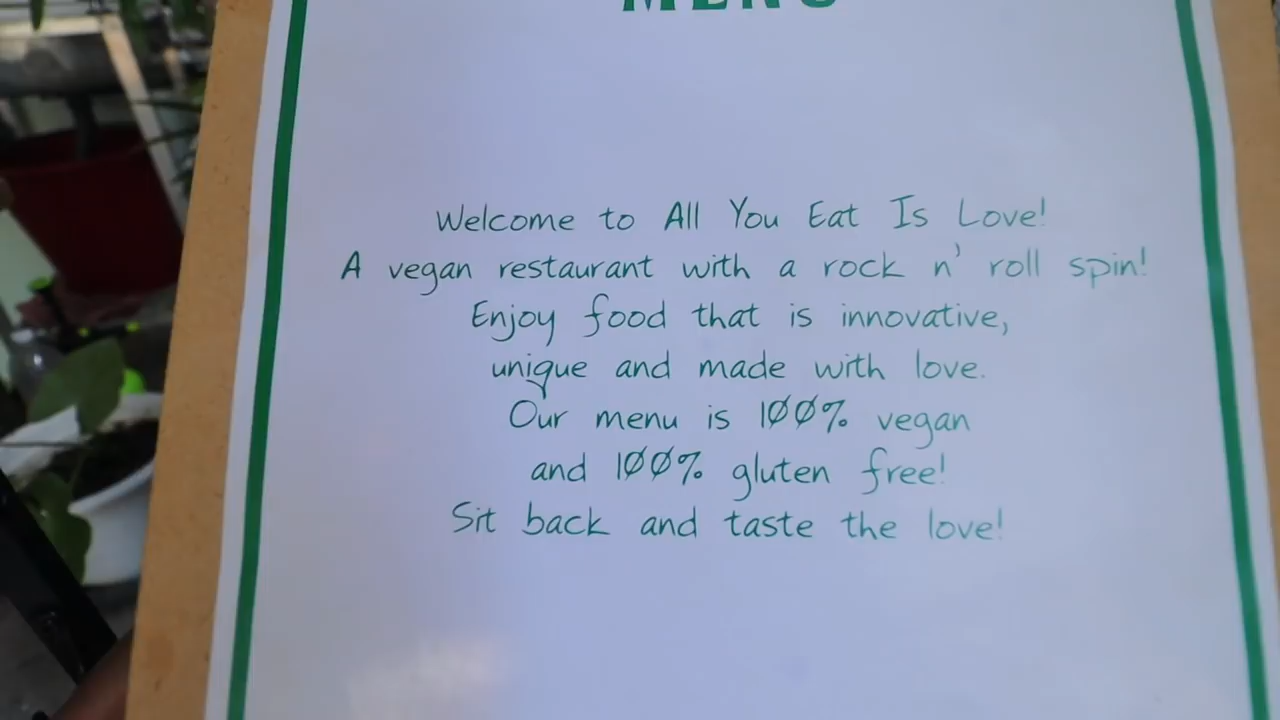 MENU
Welcome to All You Eat Is Love!
A vegan restaurant with a rock n' roll spin!
Enjoy food that is innovative,
unique and made with love.
Our menu is 100% vegan
and 100% gluten free!
Sit back and taste the love!